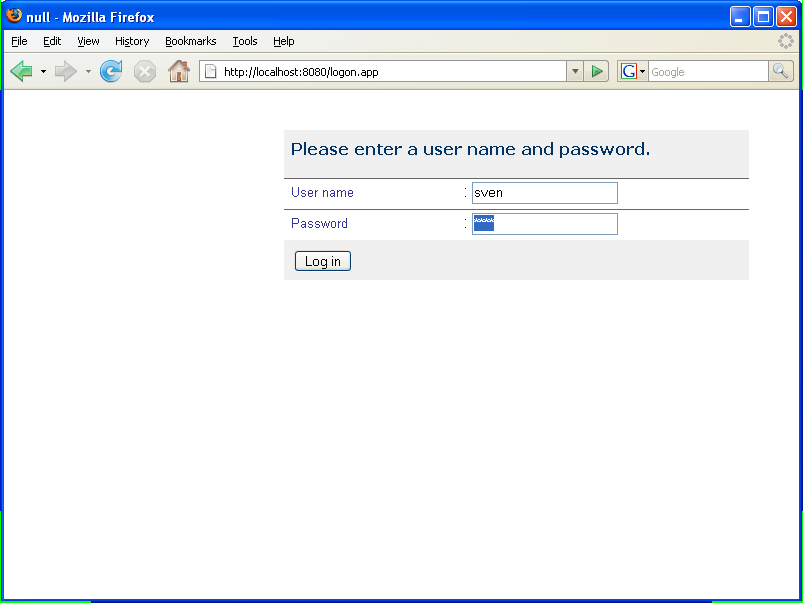 null - Mozilla Firefox
File Edit View History Bookmarks Tools Help
http://localhost:8080/logon.app
G Google
Please enter a user name and password.
User name : sven
Password : ****
Log in